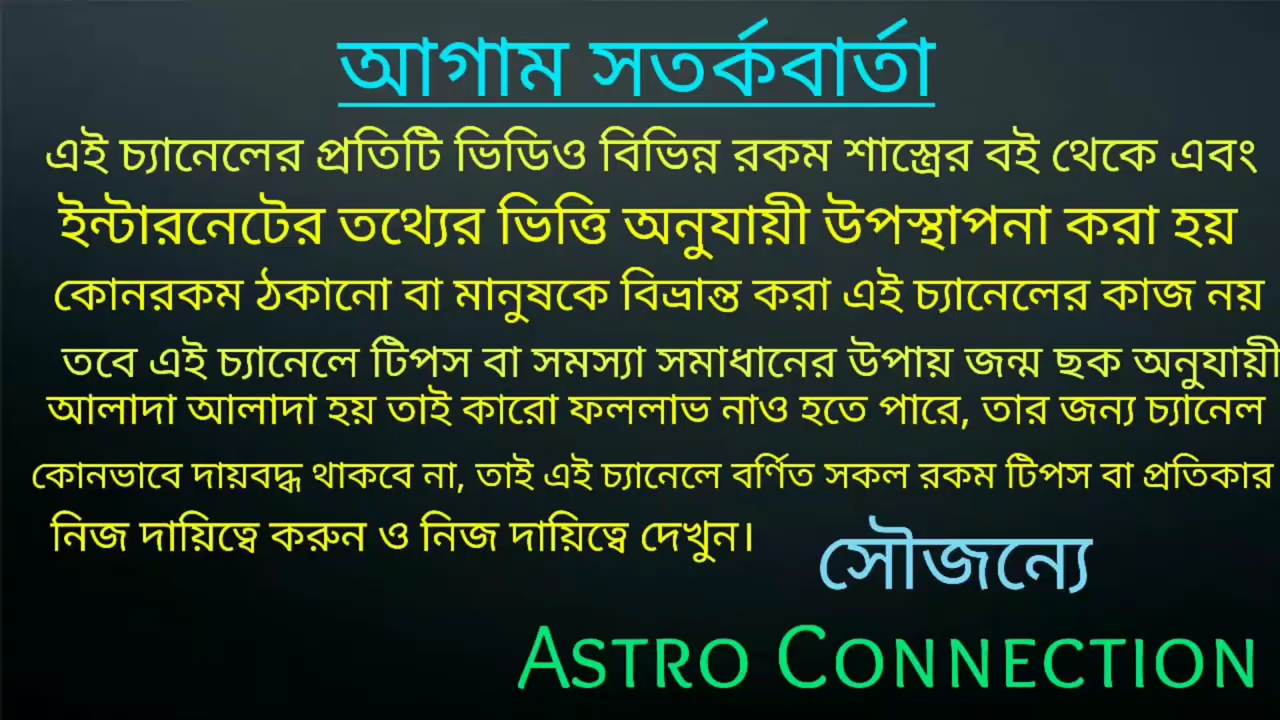 আগাম সতর্কবার্তা
এই চ্যানেলের প্রতিটি ভিডিও বিভিন্ন রকম শাস্ত্রের বই থেকে এবং
ইন্টারনেটের তথ্যের ভিত্তি অনুযায়ী উপস্থাপনা করা হয়
কোনরকম ঠকানো বা মানুষকে বিভ্রান্ত করা এই চ্যানেলের কাজ নয়
তবে এই চ্যানেলে টিপস বা সমস্যা সমাধানের উপায় জন্ম ছক অনুযায়ী
আলাদা আলাদা হয় তাই কারো ফললাভ নাও হতে পারে, তার জন্য চ্যানেল
কোনভাবে দায়বদ্ধ থাকবে না, তাই এই চ্যানেলে বর্ণিত সকল রকম টিপস বা প্রতিকার
নিজ দায়িত্বে করুন ও নিজ দায়িত্বে দেখুন।
সৌজন্যে
ASTRO CONNECTION